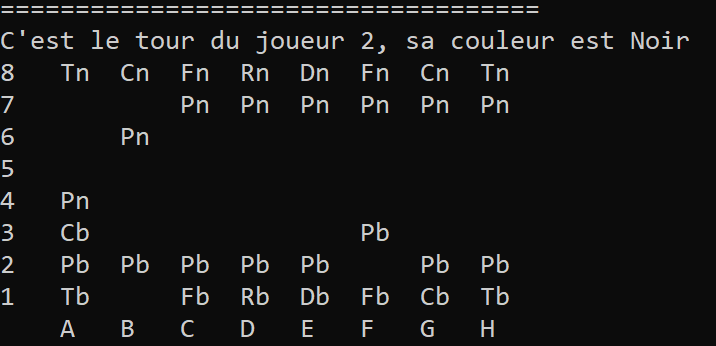 ====================================
C'est le tour du joueur 2, sa couleur est Noir
8   Tn  Cn  Fn  Rn  Dn  Fn  Cn  Tn
7           Pn  Pn  Pn  Pn  Pn  Pn
6       Pn
5
4   Pn
3   Cb                  Pb
2   Pb  Pb  Pb  Pb  Pb      Pb  Pb
1   Tb      Fb  Rb  Db  Fb  Cb  Tb
    A   B   C   D   E   F   G   H